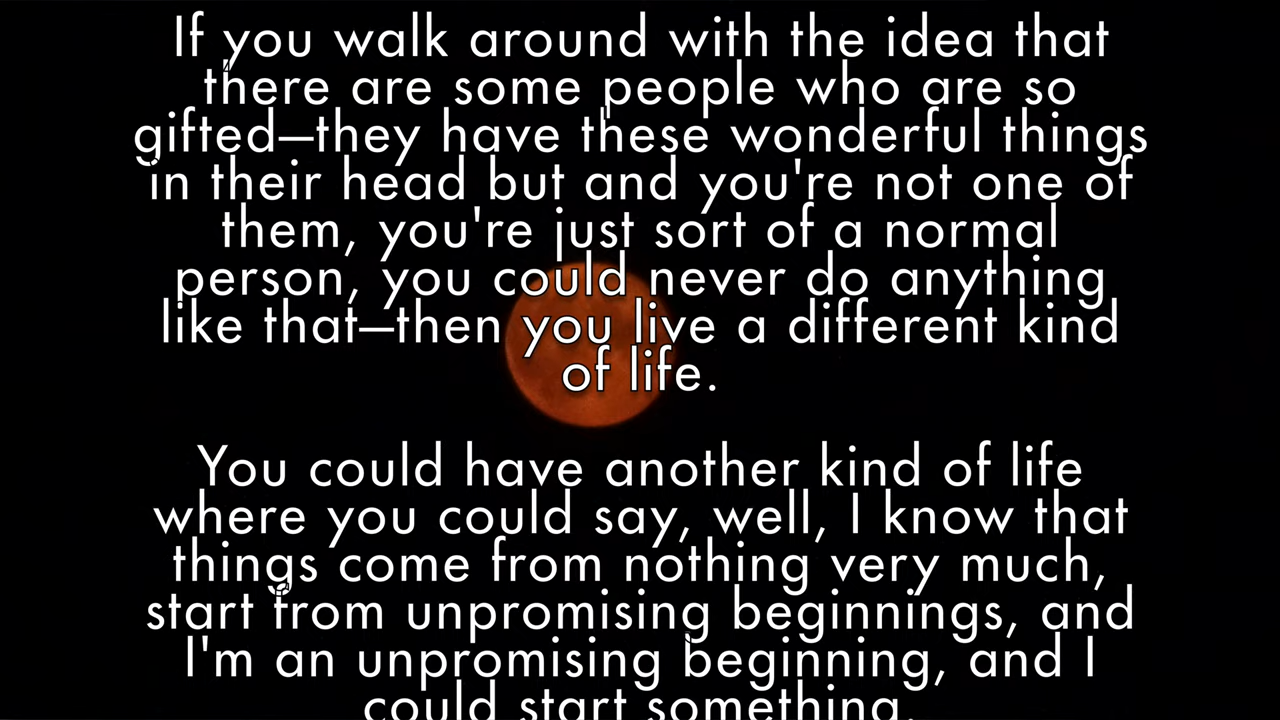 If you walk around with the idea that
there are some people who are so
gifted—they have these wonderful things
in their head but and you're not one of
them, you're just sort of a normal
person, you could never do anything
like that—then you live a different kind
of life.
You could have another kind of life
where you could say, well, I know that
things come from nothing very much,
start from unpromising beginnings, and
I'm an unpromising beginning, and I
could start something.